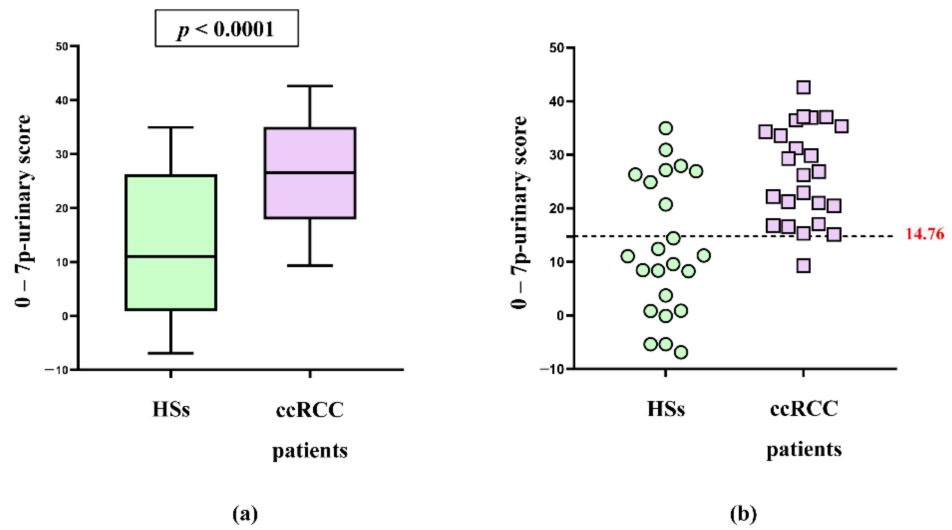 p < 0.0001
0 – 7p-urinary score
50
40
30
20
10
0
–10
HSs
ccRCC
patients
(a)
0 – 7p-urinary score
50
40
30
20
10
0
–10
14.76
HSs
ccRCC
patients
(b)